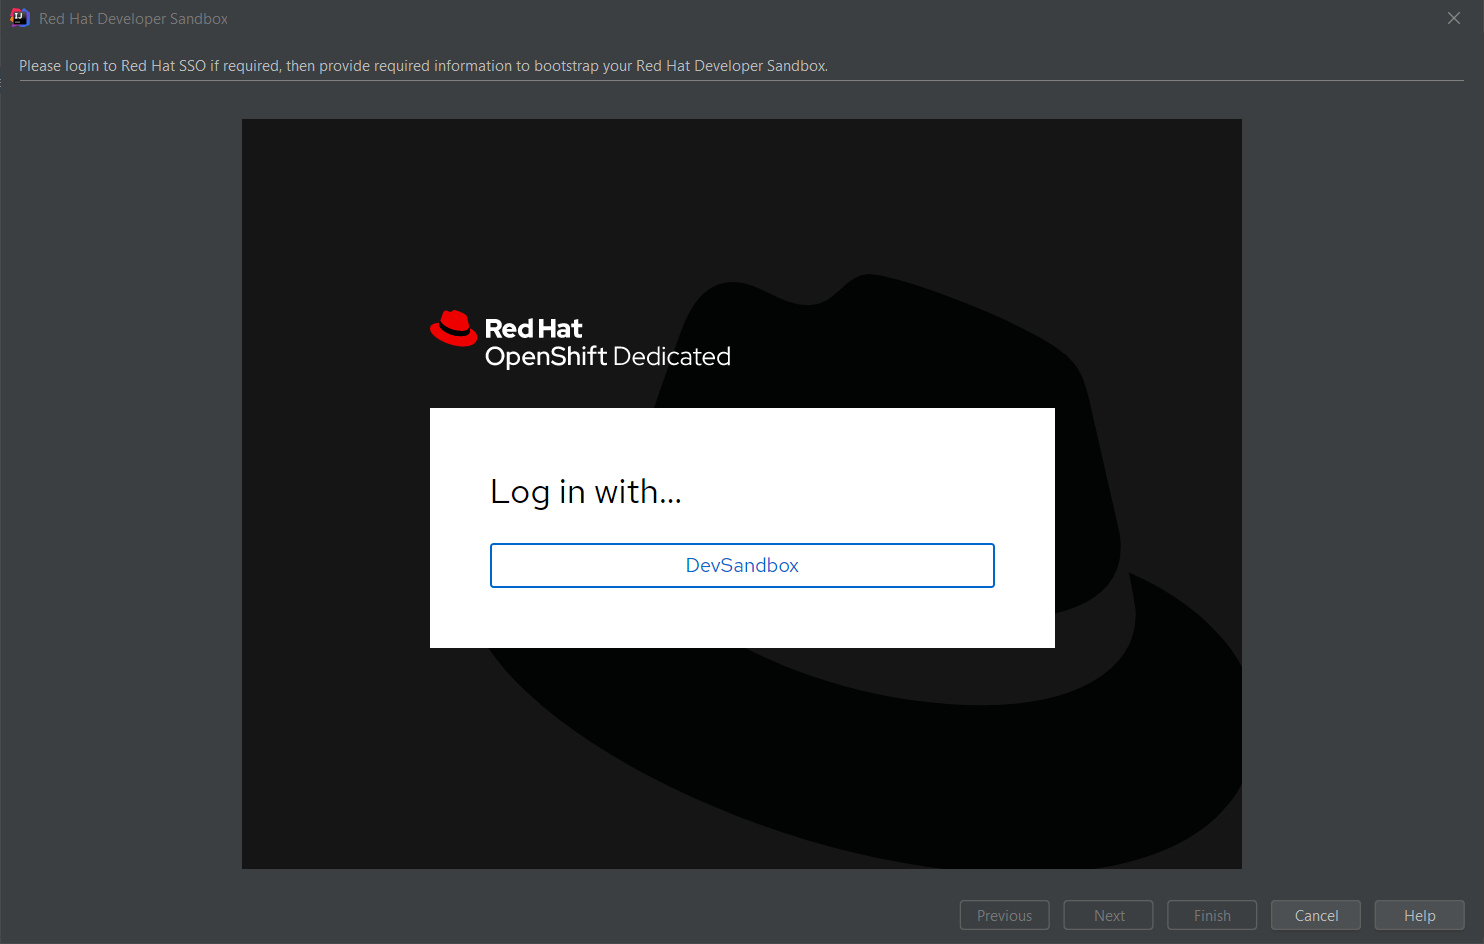 Red Hat Developer Sandbox
Please login to Red Hat SSO if required, then provide required information to bootstrap your Red Hat Developer Sandbox.
Red Hat
OpenShift Dedicated
Log in with...
DevSandbox
Previous Next Finish Cancel Help